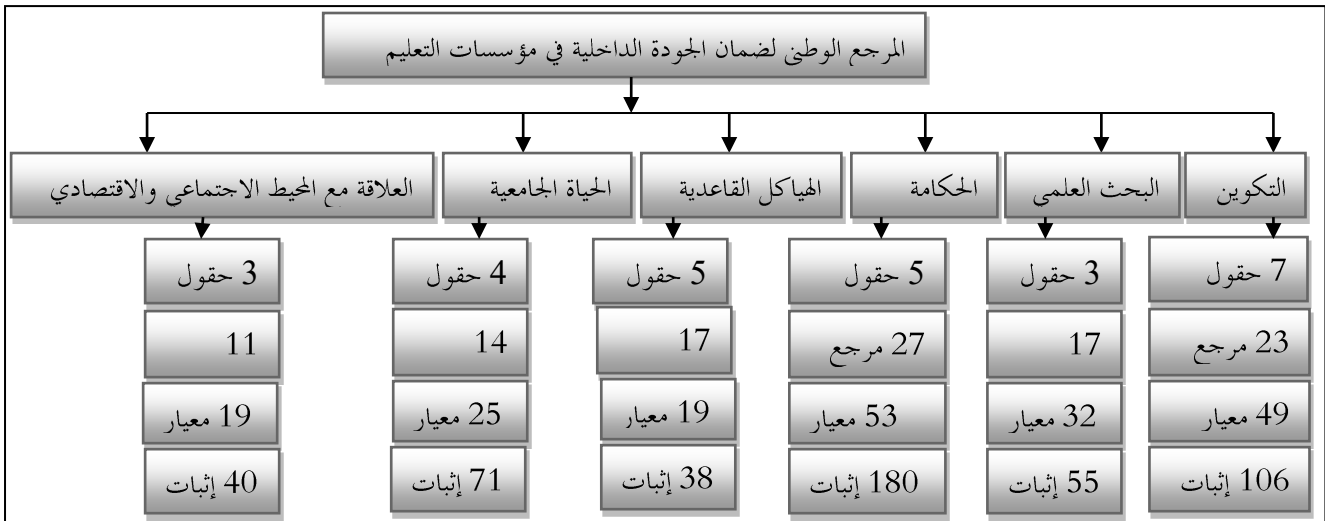 المرجع الوطني لضمان الجودة الداخلية في مؤسسات التعليم
التكوين
البحث العلمي
الحكامة
الهياكل القاعدية
الحياة الجامعية
العلاقة مع المحيط الاجتماعي والاقتصادي
7 حقول
3 حقول
5 حقول
5 حقول
4 حقول
3 حقول
23 مرجع
17
27 مرجع
17
14
11
49 معيار
32 معيار
53 معيار
19 معيار
25 معيار
19 معيار
106 إثبات
55 إثبات
180 إثبات
38 إثبات
71 إثبات
40 إثبات